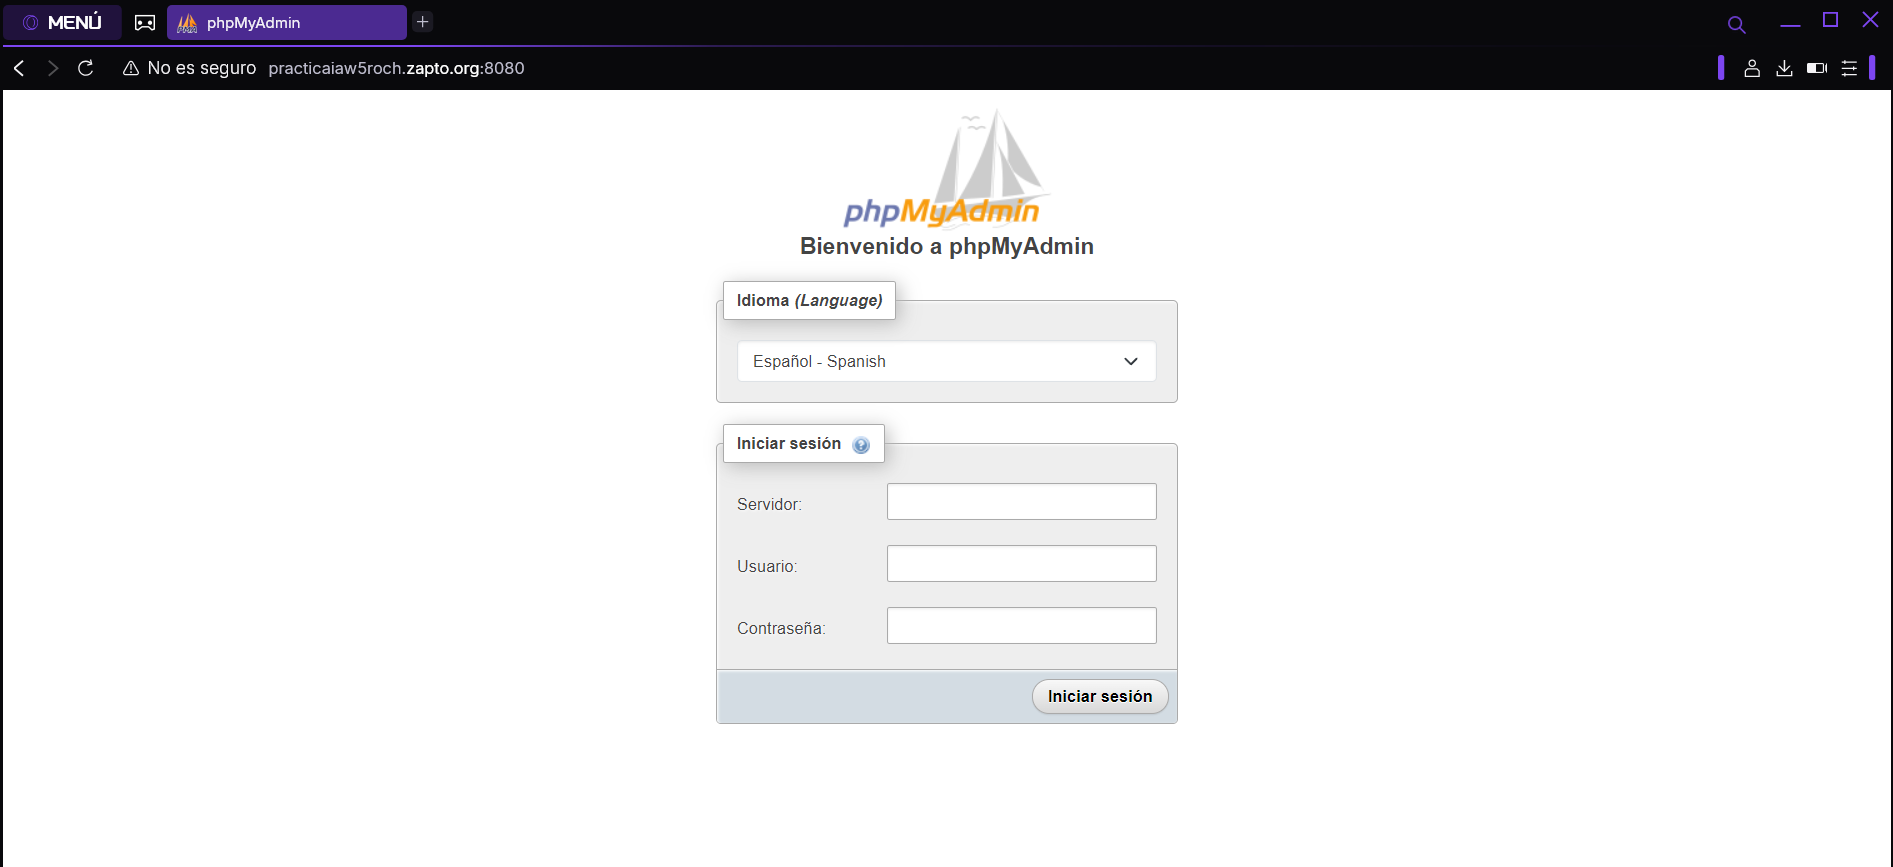 MENÚ
phpMyAdmin
No es seguro practicaiaw5roch.zapto.org:8080
phpMyAdmin
Bienvenido a phpMyAdmin
Idioma (Language)
Español - Spanish
Iniciar sesión
Servidor:
Usuario:
Contraseña:
Iniciar sesión